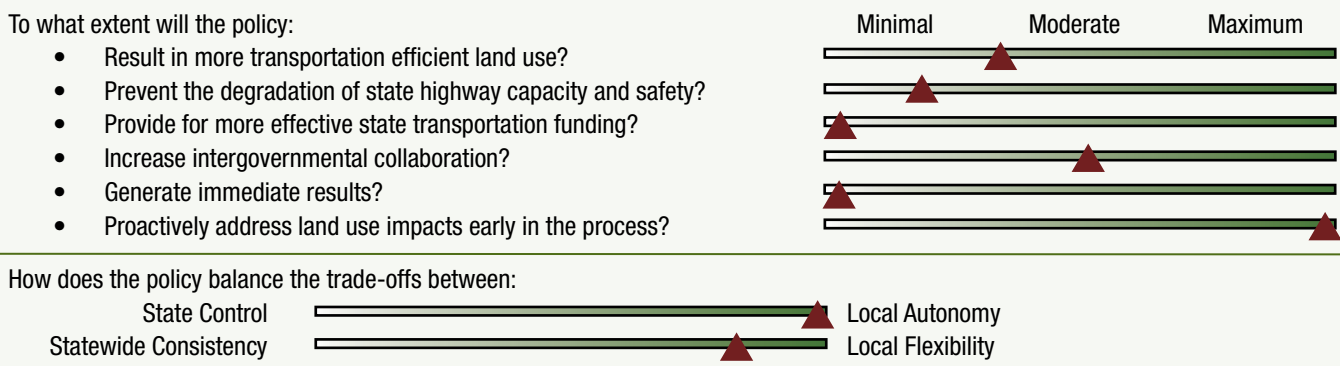 To what extent will the policy: Minimal Moderate Maximum
• Result in more transportation efficient land use?
• Prevent the degradation of state highway capacity and safety?
• Provide for more effective state transportation funding?
• Increase intergovernmental collaboration?
• Generate immediate results?
• Proactively address land use impacts early in the process?
How does the policy balance the trade-offs between:
State Control Local Autonomy
Statewide Consistency Local Flexibility